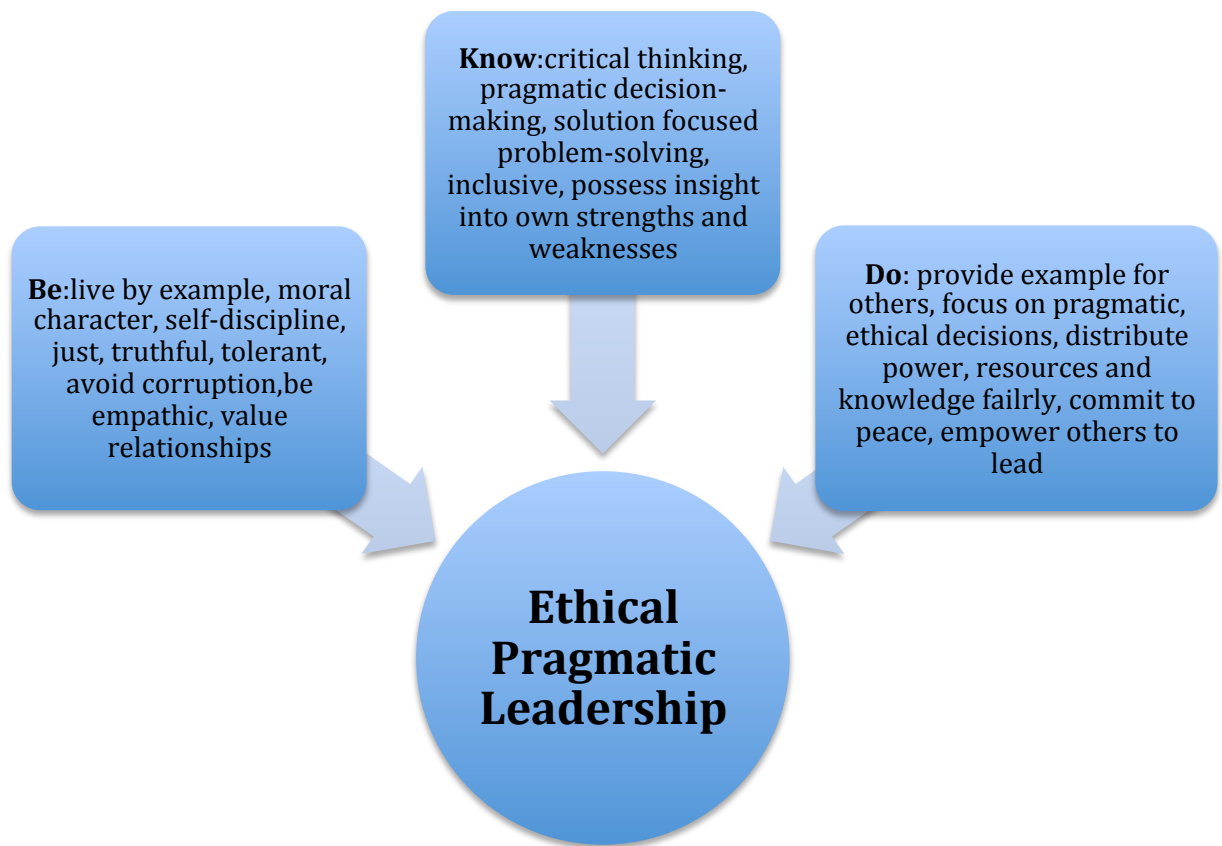 Know:critical thinking,
pragmatic decision-
making, solution focused
problem-solving,
inclusive, possess insight
into own strengths and
weaknesses
Be:live by example, moral
character, self-discipline,
just, truthful, tolerant,
avoid corruption,be
empathic, value
relationships
Do: provide example for
others, focus on pragmatic,
ethical decisions, distribute
power, resources and
knowledge failrly, commit to
peace, empower others to
lead
Ethical
Pragmatic
Leadership